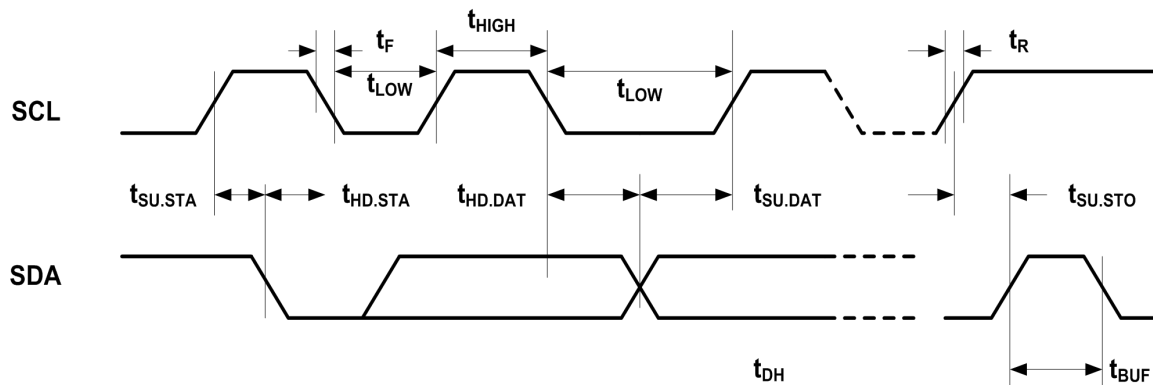 tHIGH
tF
tR
tLOW
tLOW
SCL
tSU.STA
tHD.STA
tHD.DAT
tSU.DAT
tSU.STO
SDA
tDH
tBUF